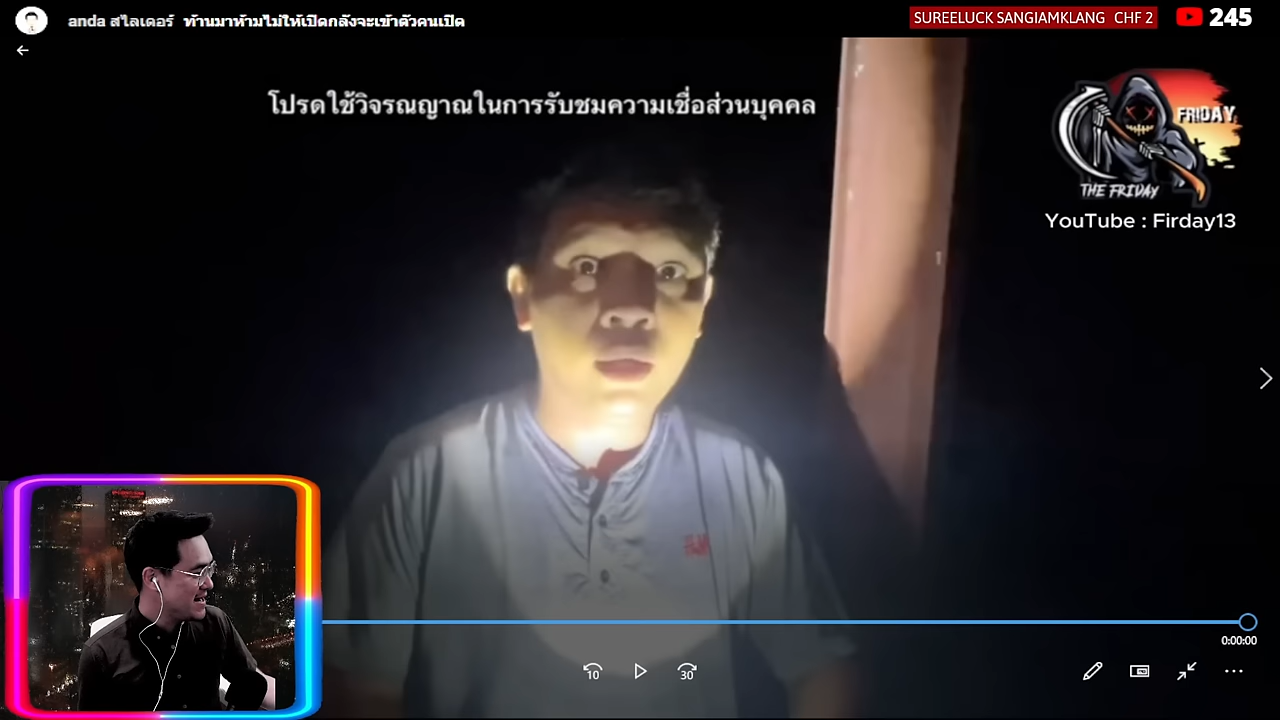 anda สไลเดอร์ ท่านมาห้ามไม่ให้เปิดกลังจะเข้าตัวคนเปิด
SUREELUCK SANGIAMKLANG CHF 2
245
โปรดใช้วิจรณญาณในการรับชมความเชื่อส่วนบุคคล
FRIDAY
THE FRIDAY
YouTube : Firday13
0:00:00
10
30